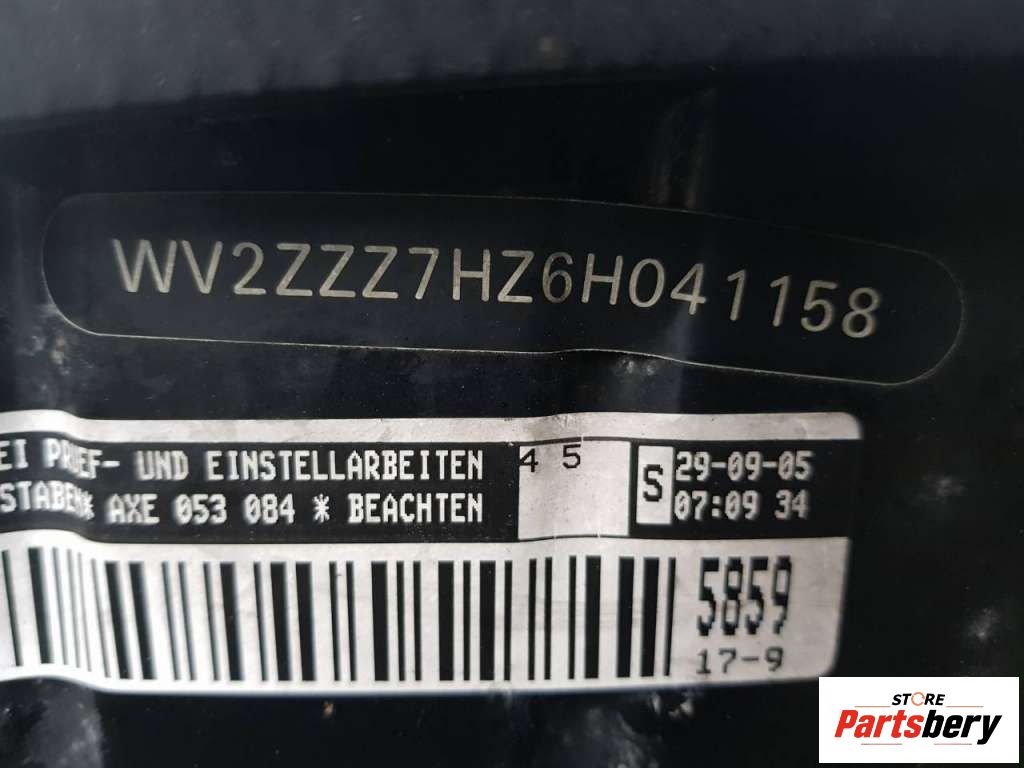 WV2ZZZ7HZ6H041158
EI PRUEF- UND EINSTELLARBEITEN 4 5 S 29-09-05
STABEN* AXE 053 084 * BEACHTEN 07:09 34
5859
17-9
STORE
Partsbery